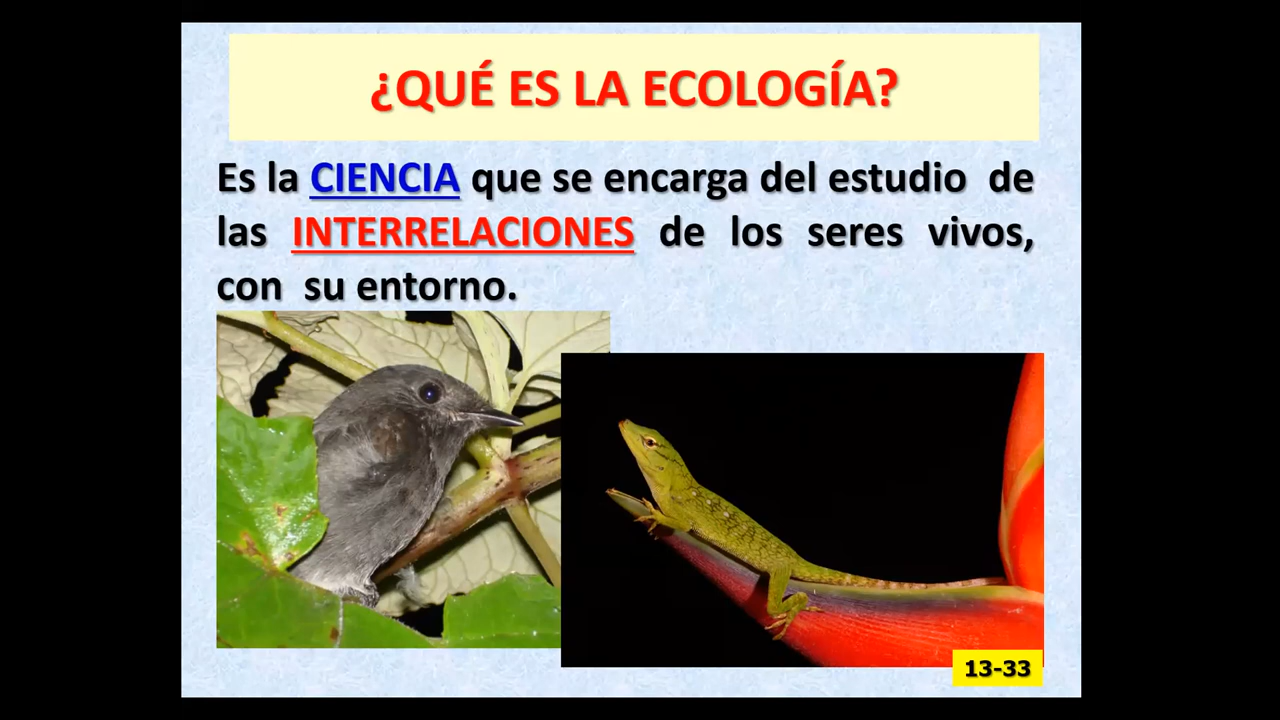 ¿QUÉ ES LA ECOLOGÍA?
Es la CIENCIA que se encarga del estudio de
las INTERRELACIONES de los seres vivos,
con su entorno.
13-33